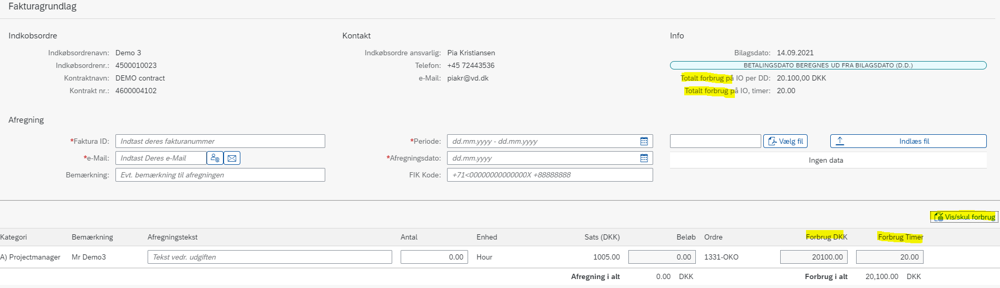 Fakturagrundlag
Indkobsordre
Indkøbsordrenavn: Demo 3
Indkøbsordrenr.: 4500010023
Kontraktnavn: DEMO contract
Kontrakt nr.: 4600004102
Kontakt
Indkøbsordre ansvarlig: Pia Kristiansen
Telefon: +45 72443536
e-Mail: piakr@vd.dk
Info
Bilagsdato: 14.09.2021
BETALINGSDATO BEREGNES UD FRA BILAGSDATO (D.D.)
Totalt forbrug på IO per DD: 20.100,00 DKK
Totalt forbrug på IO, timer: 20.00
Afregning
*Faktura ID: Indtast deres fakturanummer
*e-Mail: Indtast Deres e-Mail
Bemærkning: Evt. bemærkning til afregningen
*Periode: dd.mm.yyyy - dd.mm.yyyy
*Afregningsdato: dd.mm.yyyy
FIK Kode: +71<00000000000000X +88888888
Vælg fil Indlæs fil
Ingen data
Vis/skul forbrug
Kategori Bemærkning Afregningstekst Antal Enhed Sats (DKK) Beløb Ordre Forbrug DKK Forbrug Timer
A) Projectmanager Mr Demo3 Tekst vedr. udgiften 0.00 Hour 1005.00 0.00 1331-OKO 20100.00 20.00
Afregning i alt 0.00 DKK Forbrug i alt 20,100.00 DKK